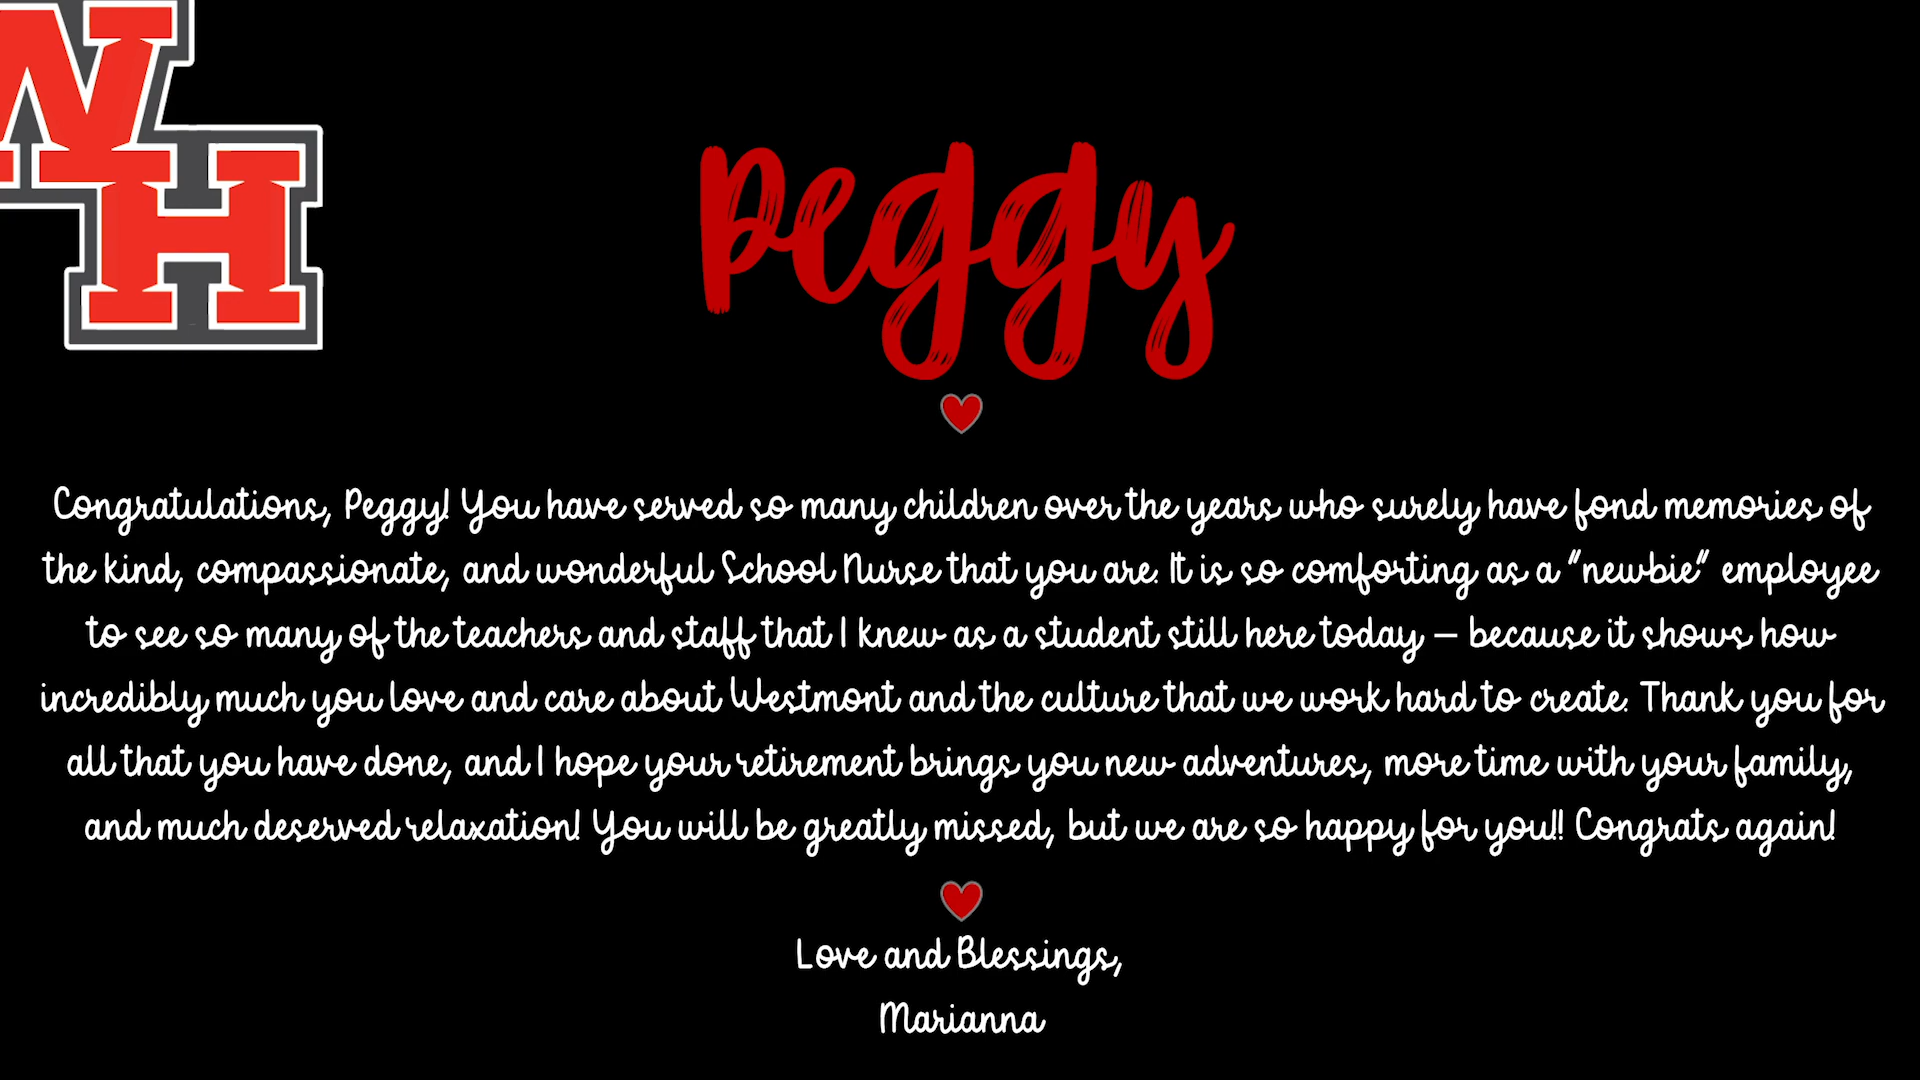 WH
Peggy
Congratulations, Peggy! You have served so many children over the years who surely have fond memories of
the kind, compassionate, and wonderful School Nurse that you are. It is so comforting as a "newbie" employee
to see so many of the teachers and staff that I knew as a student still here today – because it shows how
incredibly much you love and care about Westmont and the culture that we work hard to create. Thank you for
all that you have done, and I hope your retirement brings you new adventures, more time with your family,
and much deserved relaxation! You will be greatly missed, but we are so happy for you!! Congrats again!
Love and Blessings,
Marianna